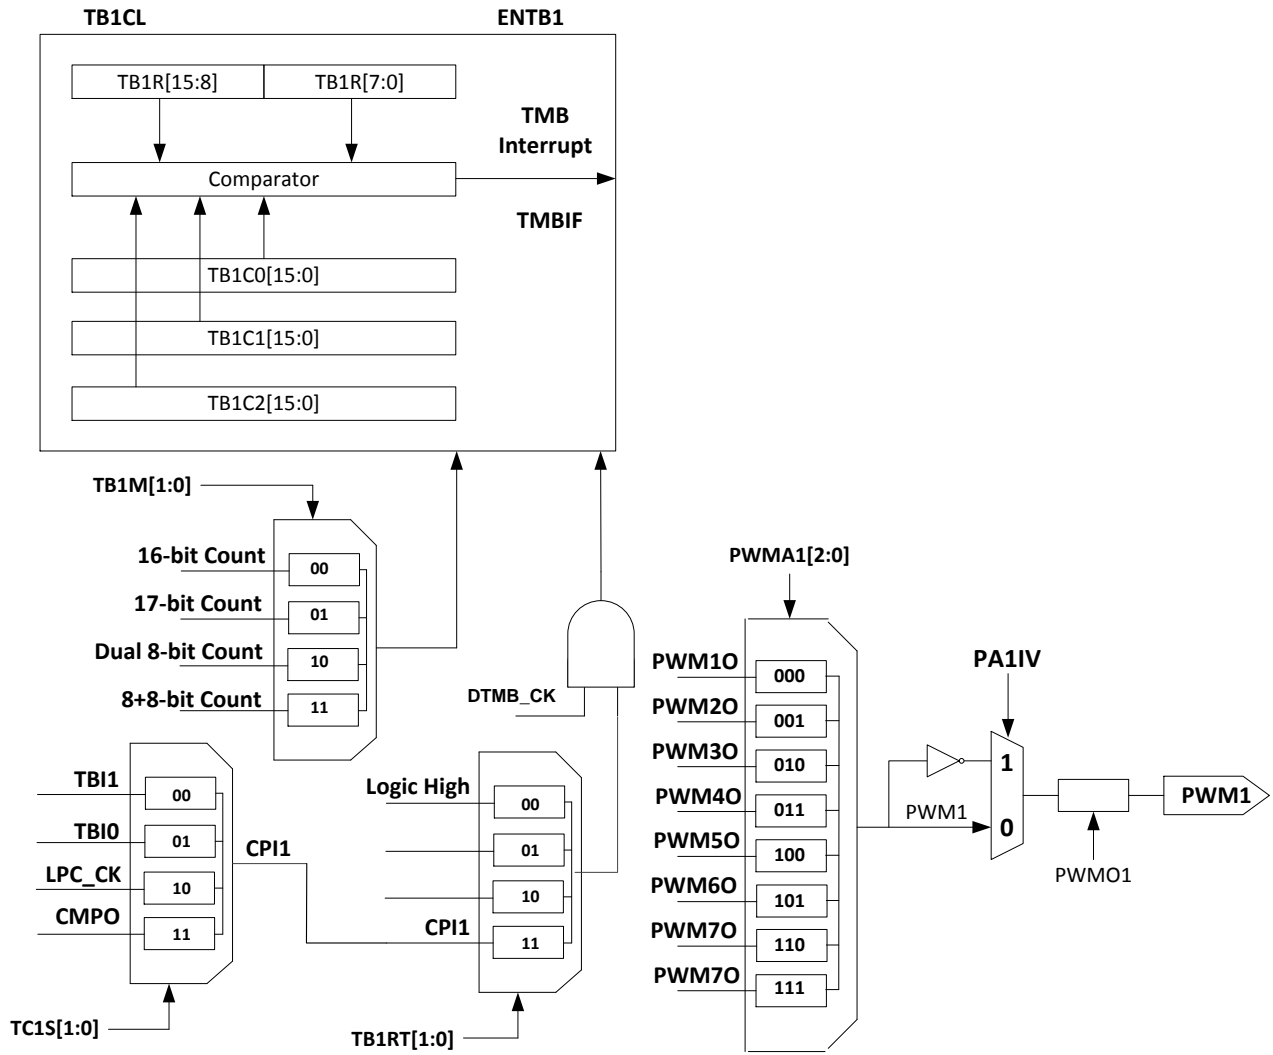 TB1CL
ENTB1
TB1R[15:8]
TB1R[7:0]
TMB
Interrupt
Comparator
TMBIF
TB1C0[15:0]
TB1C1[15:0]
TB1C2[15:0]
TB1M[1:0]
16-bit Count
00
17-bit Count
01
Dual 8-bit Count
10
8+8-bit Count
11
DTMB_CK
TBI1
00
TBI0
01
LPC_CK
10
CMPO
11
CPI1
TC1S[1:0]
Logic High
00
01
10
CPI1
11
TB1RT[1:0]
PWMA1[2:0]
PWM1O
000
PWM2O
001
PWM3O
010
PWM4O
011
PWM5O
100
PWM6O
101
PWM7O
110
PWM7O
111
PA1IV
1
PWM1
0
PWM1
PWMO1